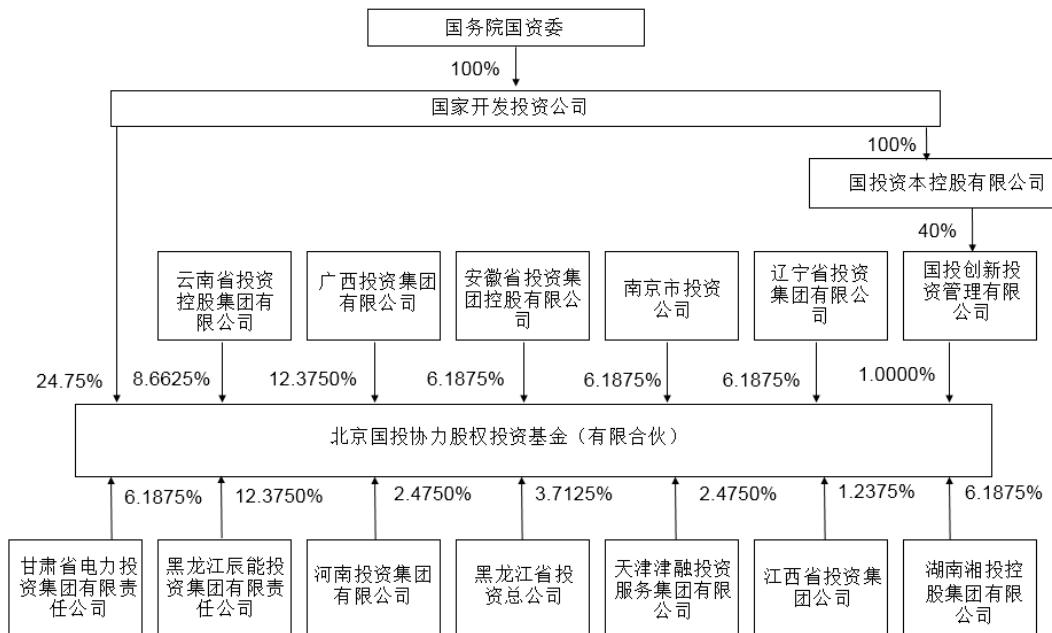 国务院国资委
100%
国家开发投资公司
100%
国投资本控股有限公司
40%
云南省投资
控股集团有
限公司
广西投资集团
有限公司
安徽省投资集
团控股有限公
司
南京市投资
公司
辽宁省投资
集团有限公
司
国投创新投
资管理有限
公司
24.75%
8.6625%
12.3750%
6.1875%
6.1875%
6.1875%
1.0000%
北京国投协力股权投资基金（有限合伙）
6.1875%
12.3750%
2.4750%
3.7125%
2.4750%
1.2375%
6.1875%
甘肃省电力投
资集团有限责
任公司
黑龙江辰能投
资集团有限责
任公司
河南投资集团
有限公司
黑龙江省投
资总公司
天津津融投资
服务集团有限
公司
江西省投资集
团公司
湖南湘投控
股集团有限
公司